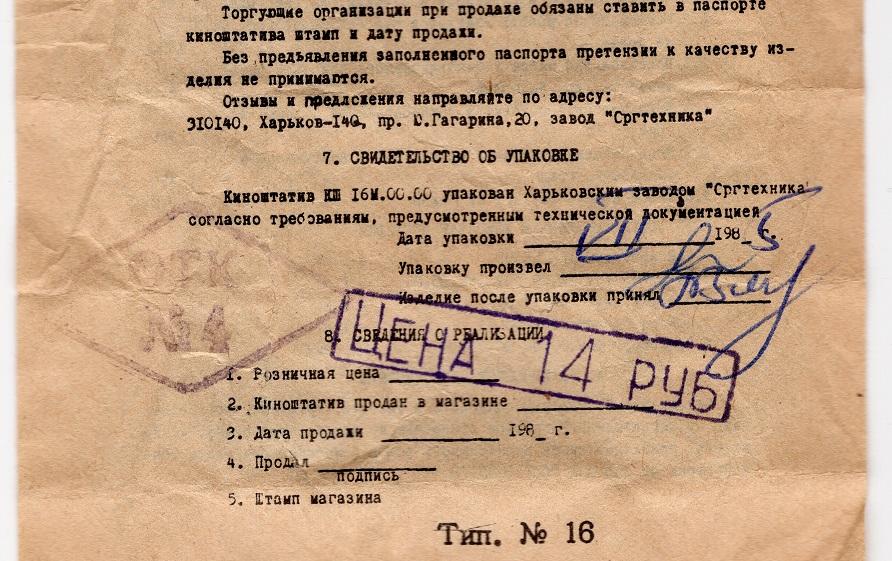 Торгующие организации при продаже обязаны ставить в паспорте
киноштатива штамп и дату продажи.
Без предъявления заполненного паспорта претензии к качеству из-
делия не принимаются.
Отзывы и предложения направляйте по адресу:
310140, Харьков-140, пр. Ю.Гагарина,20, завод "Оргтехника"
7. СВИДЕТЕЛЬСТВО ОБ УПАКОВКЕ
Киноштатив КШ 16М.00.00 упакован Харьковским заводом "Оргтехника"
согласно требованиям, предусмотренным технической документацией
Дата упаковки VII 1985 г.
Упаковку произвел
Изделие после упаковки принял
ОТК
№4
8. СВЕДЕНИЯ О РЕАЛИЗАЦИИ
ЦЕНА 14 РУБ
1. Розничная цена
2. Киноштатив продан в магазине
3. Дата продажи 198_ г.
4. Продал
подпись
5. Штамп магазина
Тип. № 16